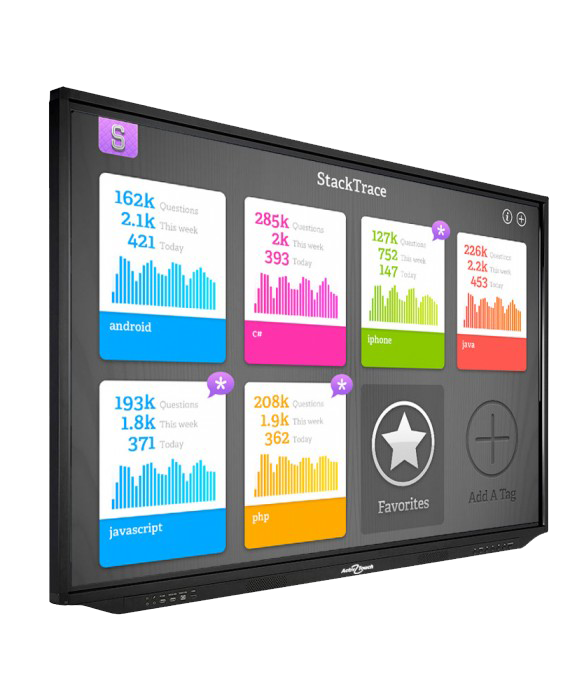 S
StackTrace
162k Questions
2.1k This week
421 Today
android
285k Questions
2k This week
393 Today
c#
127k Questions
752 This week
147 Today
iphone
226k Questions
2.2k This week
453 Today
java
193k Questions
1.8k This week
371 Today
javascript
208k Questions
1.9k This week
362 Today
php
Favorites
Add A Tag
ActivTouch